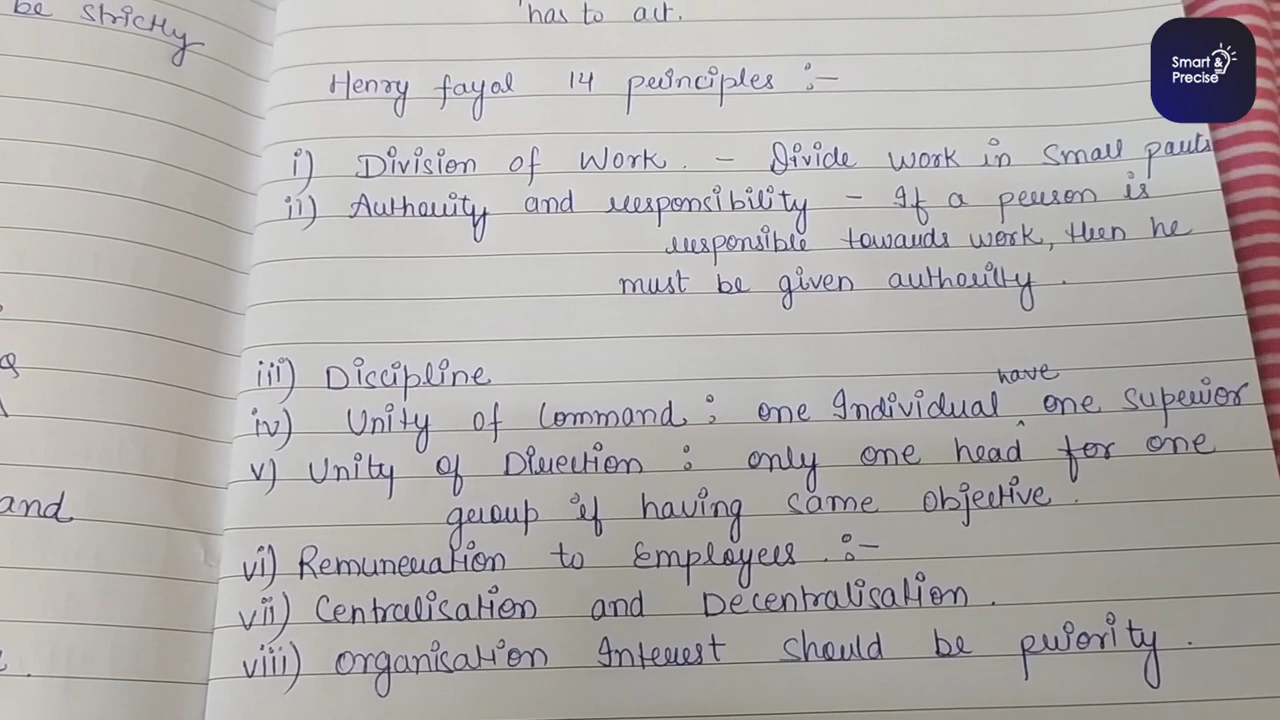 be strictly
has to act.
Smart &
Precise
Henry fayal 14 principles :-
i) Division of Work. - Divide work in small parts
ii) Authority and responsibility - If a person is
responsible towards work, then he
must be given authority.
iii) Discipline
have
iv) Unity of Command : one Individual ^ one superior
v) Unity of Direction : only one head for one
group if having same objective.
and
vi) Remuneration to Employees. :-
vii) Centralisation and Decentralisation.
viii) Organisation Interest should be priority.